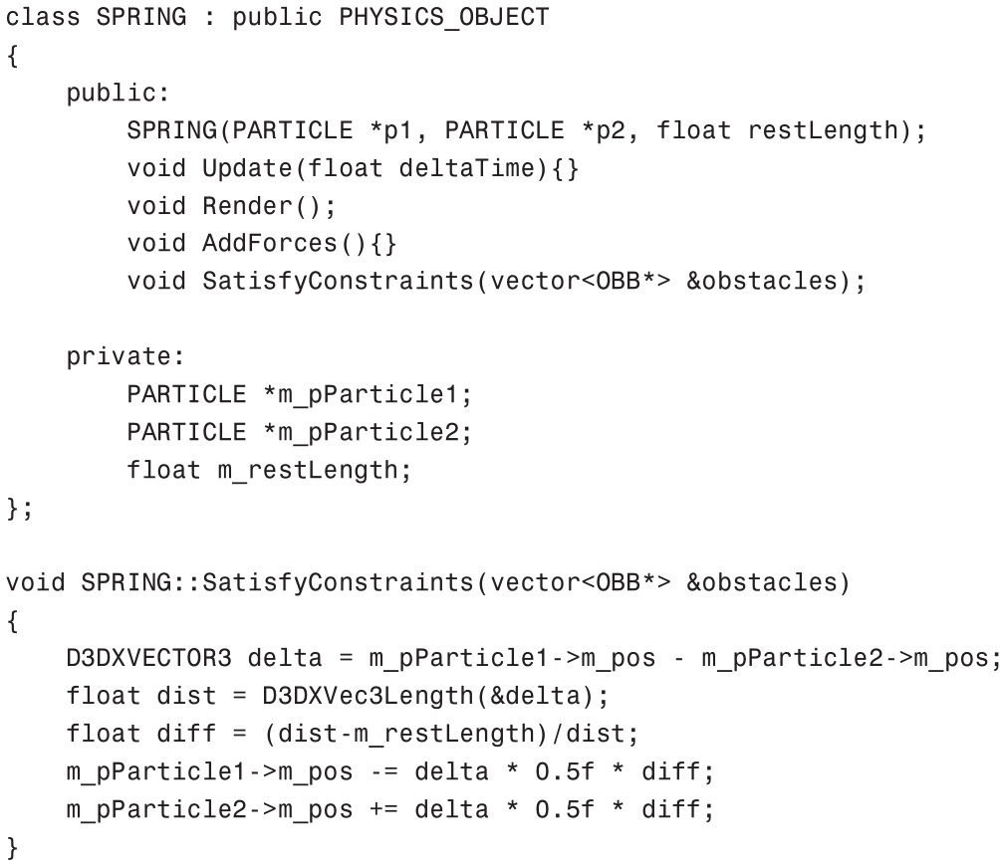 class SPRING : public PHYSICS_OBJECT
{
    public:
        SPRING(PARTICLE *p1, PARTICLE *p2, float restLength);
        void Update(float deltaTime){}
        void Render();
        void AddForces(){}
        void SatisfyConstraints(vector<OBB*> &obstacles);

    private:
        PARTICLE *m_pParticle1;
        PARTICLE *m_pParticle2;
        float m_restLength;
};

void SPRING::SatisfyConstraints(vector<OBB*> &obstacles)
{
    D3DXVECTOR3 delta = m_pParticle1->m_pos - m_pParticle2->m_pos;
    float dist = D3DXVec3Length(&delta);
    float diff = (dist-m_restLength)/dist;
    m_pParticle1->m_pos -= delta * 0.5f * diff;
    m_pParticle2->m_pos += delta * 0.5f * diff;
}